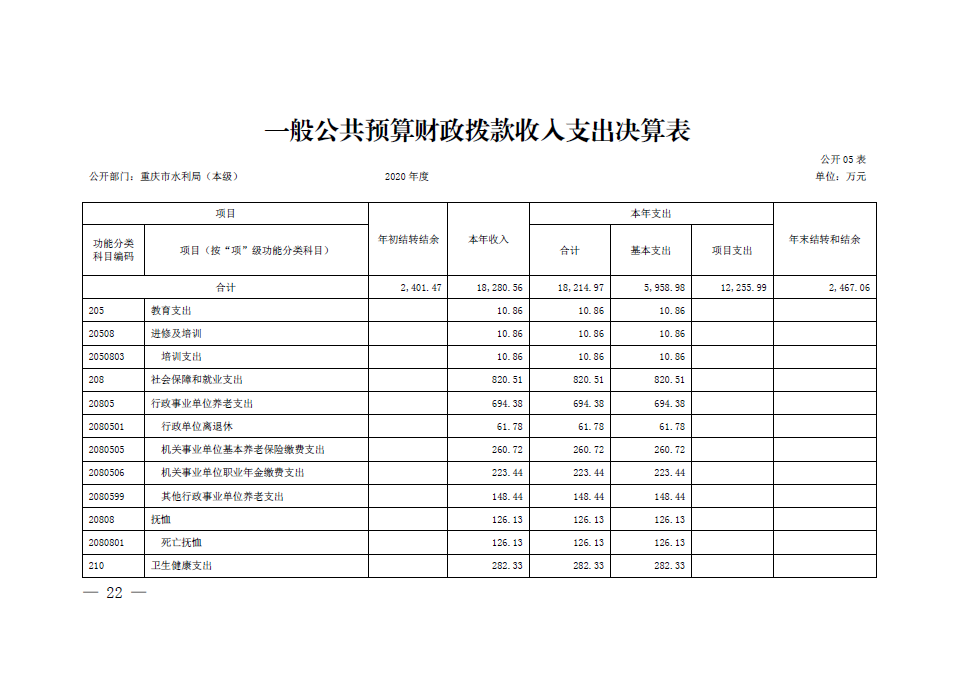 一般公共预算财政拨款收入支出决算表
公开 05 表
公开部门：重庆市水利局（本级） 2020 年度 单位：万元
项目 年初结转结余 本年收入 本年支出 年末结转和结余
功能分类
科目编码 项目（按“项”级功能分类科目） 合计 基本支出 项目支出
合计 2,401.47 18,280.56 18,214.97 5,958.98 12,255.99 2,467.06
205 教育支出 10.86 10.86 10.86
20508 进修及培训 10.86 10.86 10.86
2050803 培训支出 10.86 10.86 10.86
208 社会保障和就业支出 820.51 820.51 820.51
20805 行政事业单位养老支出 694.38 694.38 694.38
2080501 行政单位离退休 61.78 61.78 61.78
2080505 机关事业单位基本养老保险缴费支出 260.72 260.72 260.72
2080506 机关事业单位职业年金缴费支出 223.44 223.44 223.44
2080599 其他行政事业单位养老支出 148.44 148.44 148.44
20808 抚恤 126.13 126.13 126.13
2080801 死亡抚恤 126.13 126.13 126.13
210 卫生健康支出 282.33 282.33 282.33
— 22 —